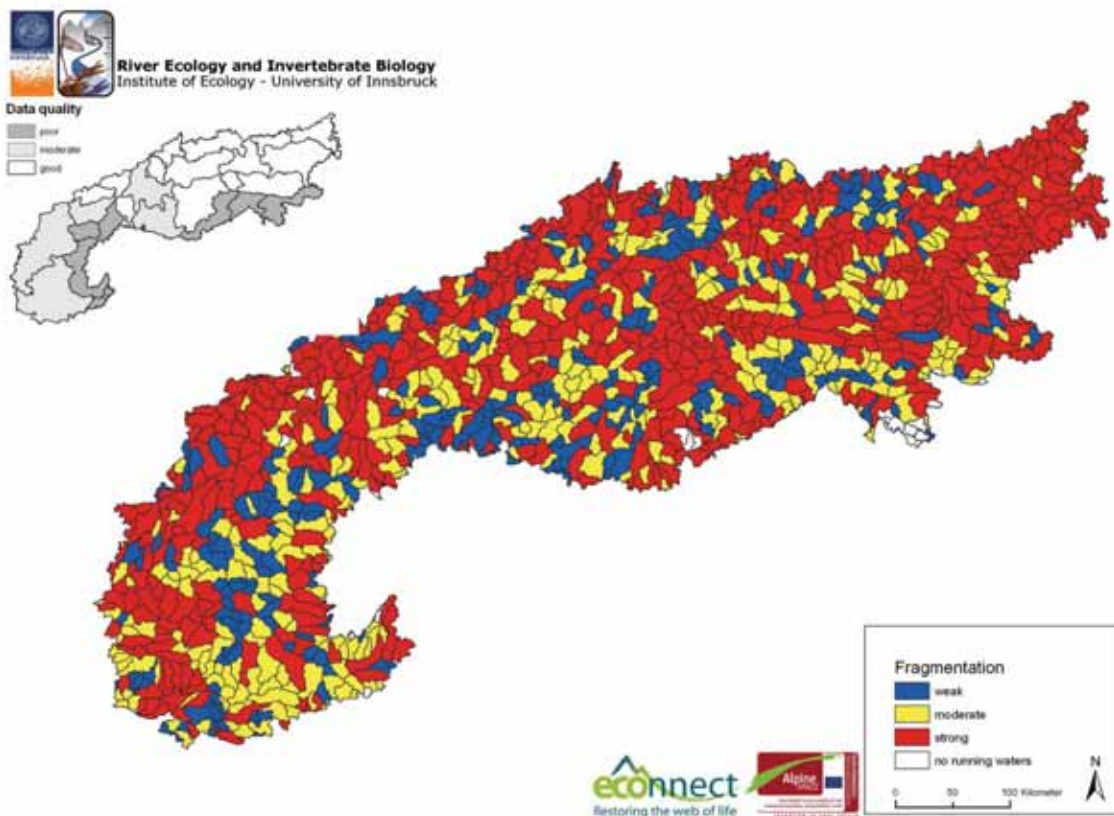 River Ecology and Invertebrate Biology
Institute of Ecology - University of Innsbruck
Data quality
poor
moderate
good
Fragmentation
weak
moderate
strong
no running waters
N
0 50 100 Kilometer
econnect
Restoring the web of life
Alpine